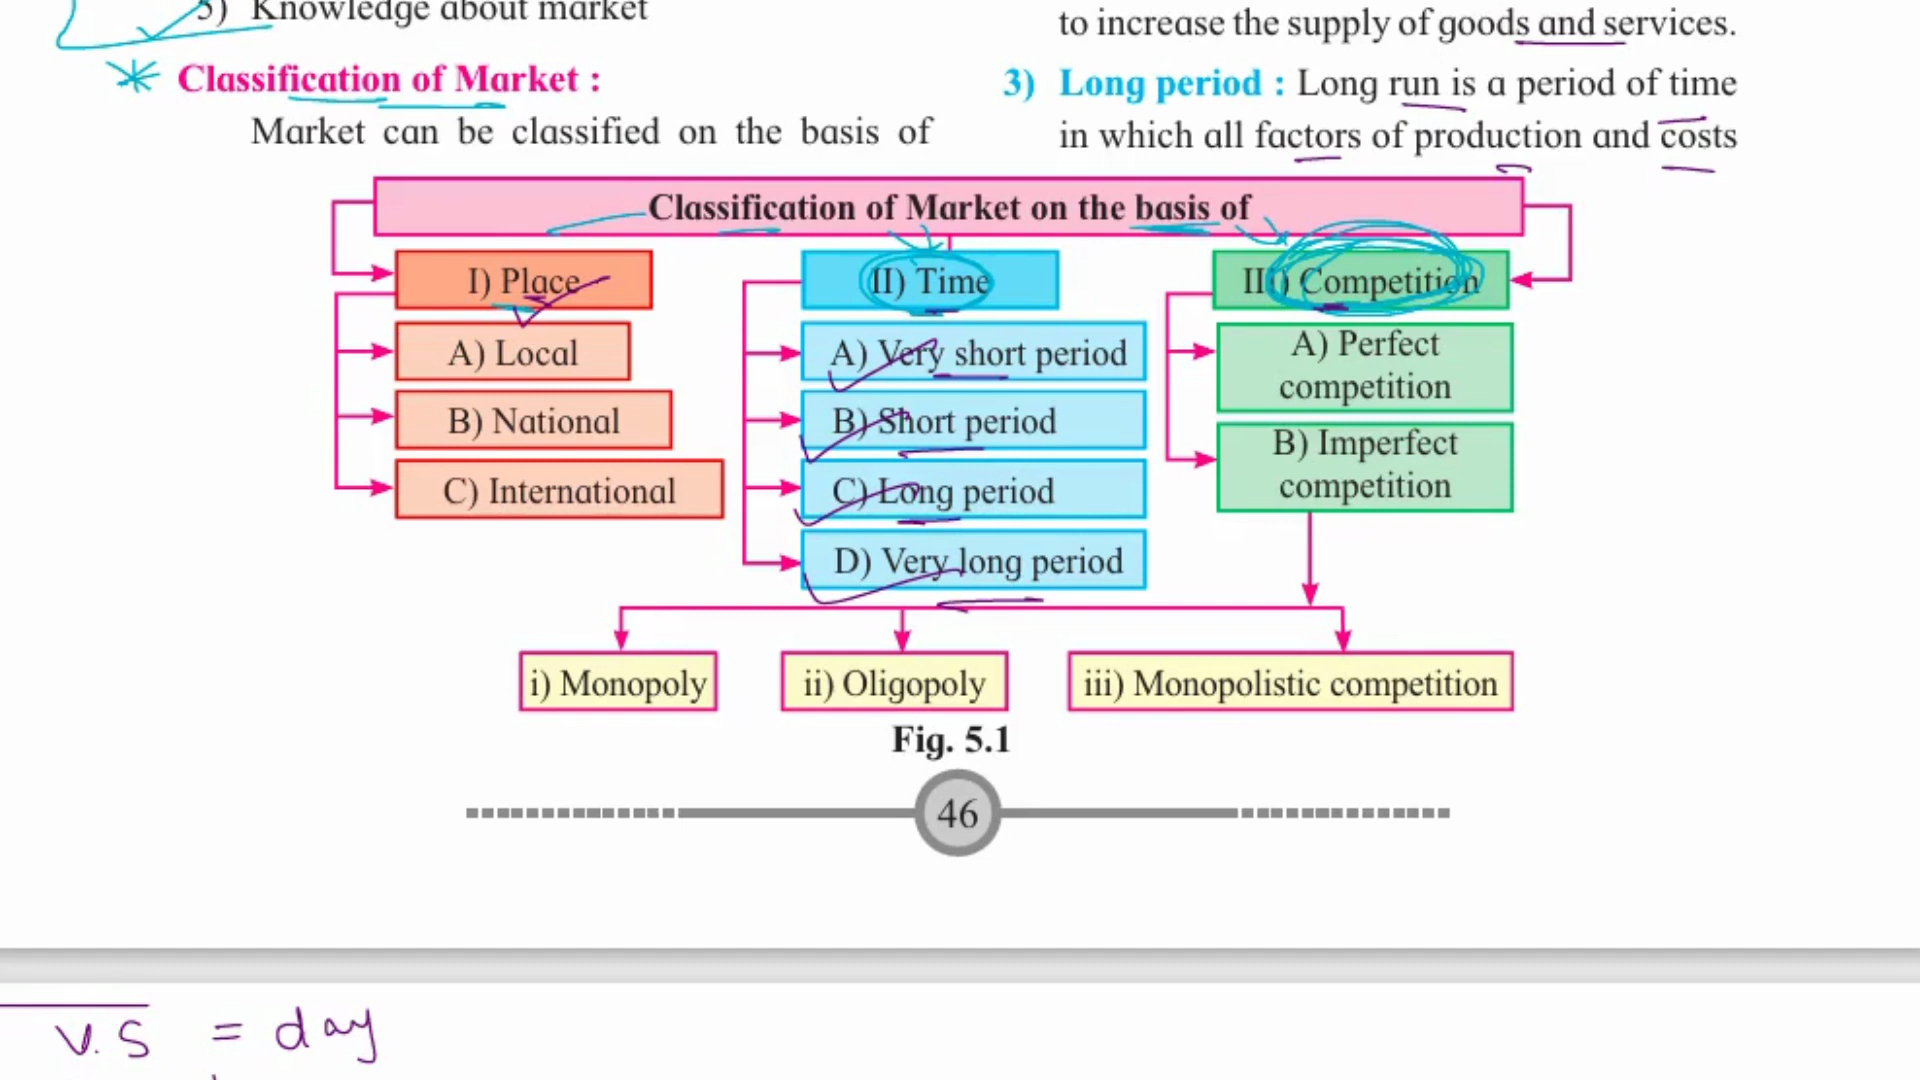 5) Knowledge about market
Classification of Market :
Market can be classified on the basis of
to increase the supply of goods and services.
3) Long period : Long run is a period of time
in which all factors of production and costs
Classification of Market on the basis of
I) Place
A) Local
B) National
C) International
II) Time
A) Very short period
B) Short period
C) Long period
D) Very long period
III) Competition
A) Perfect
competition
B) Imperfect
competition
i) Monopoly
ii) Oligopoly
iii) Monopolistic competition
Fig. 5.1
46
V.S = day